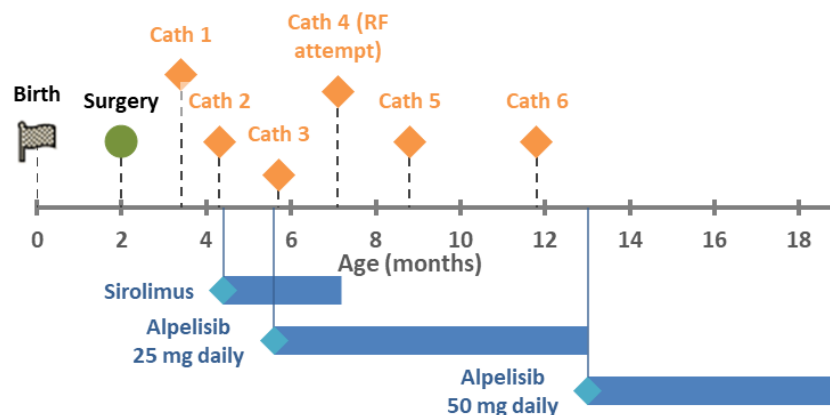 Cath 4 (RF
attempt)
Cath 1
Birth
Surgery
Cath 2
Cath 3
Cath 5
Cath 6
0 2 4 6 8 10 12 14 16 18
Age (months)
Sirolimus
Alpelisib
25 mg daily
Alpelisib
50 mg daily